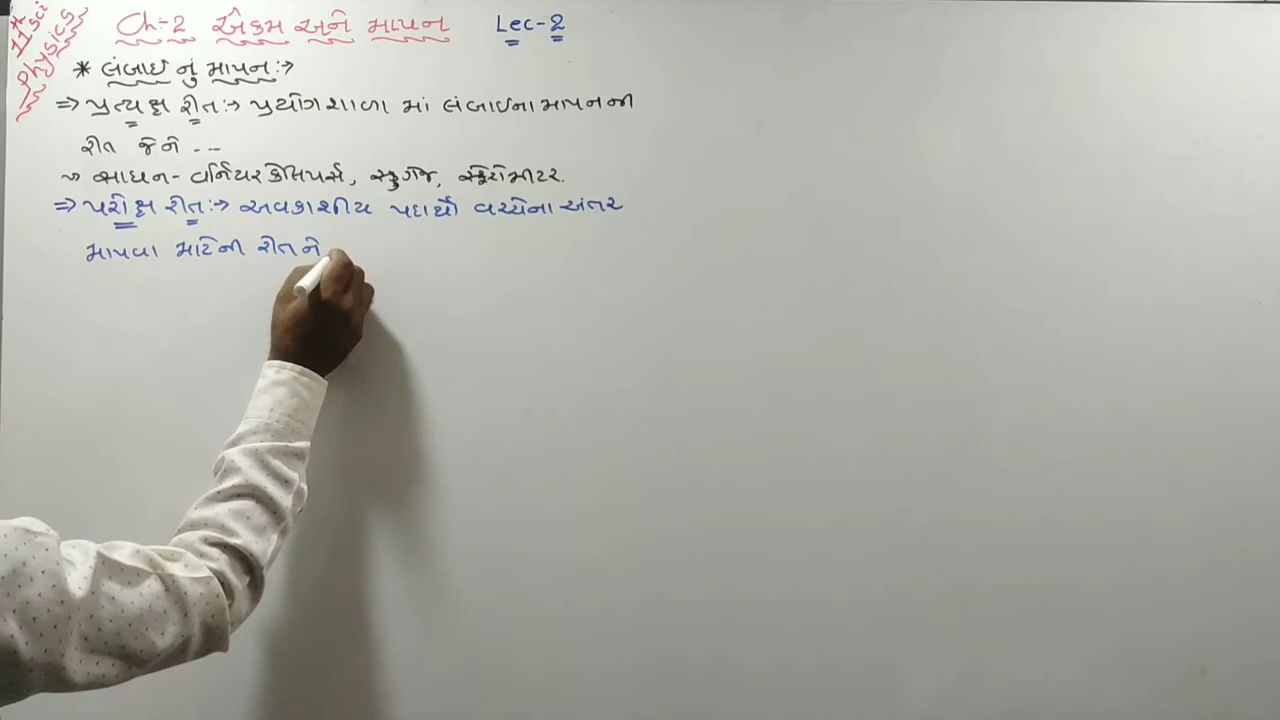 * 11 Sci Physics
Ch:-2 એકમ અને માપન Lec-2
* લંબાઈ નું માપન :->
=> પ્રત્યક્ષ રીત :-> પ્રયોગશાળા માં લંબાઈના માપનની
રીત જેને ---
~> સાધન - વર્નિયર કેલિપર્સ, સ્ક્રુગેજ, સ્ફેરોમીટર.
=> પરોક્ષ રીત :-> અવકાશીય પદાર્થો વચ્ચેના અંતર
માપવા માટેની રીતને